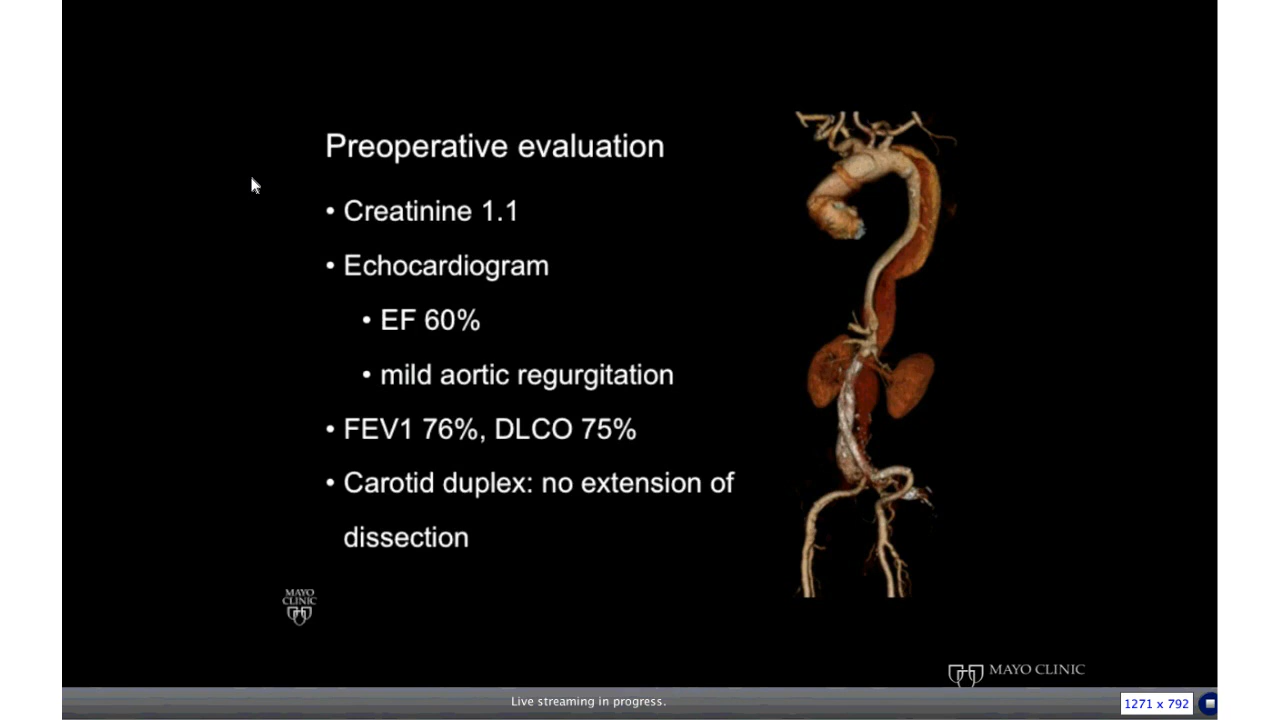 Preoperative evaluation
• Creatinine 1.1
• Echocardiogram
• EF 60%
• mild aortic regurgitation
• FEV1 76%, DLCO 75%
• Carotid duplex: no extension of
dissection
MAYO
CLINIC
MAYO CLINIC
Live streaming in progress.
1271 x 792